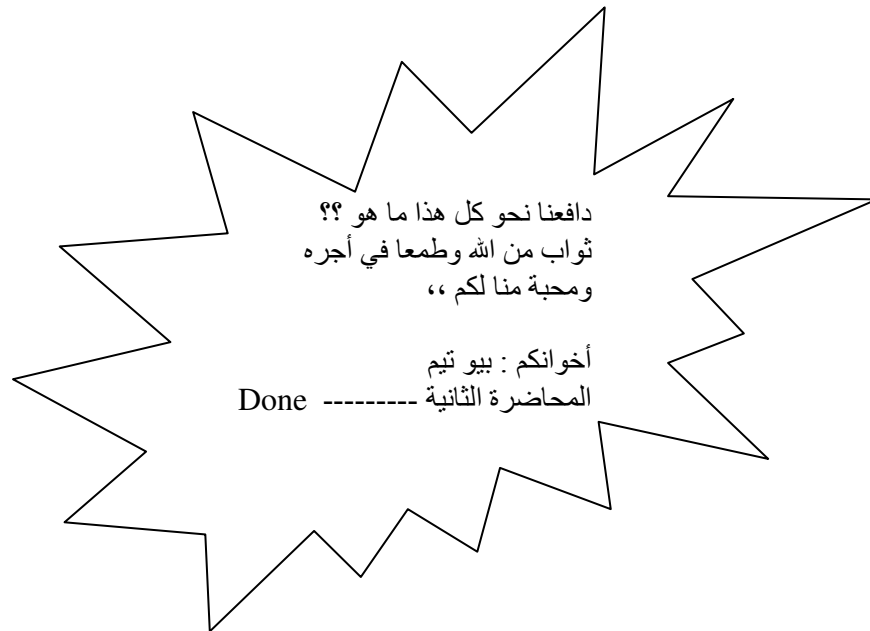 دافعنا نحو كل هذا ما هو ؟؟
ثواب من الله وطمعا في أجره
ومحبة منا لكم ،،
أخوانكم : بيو تيم
المحاضرة الثانية --------- Done